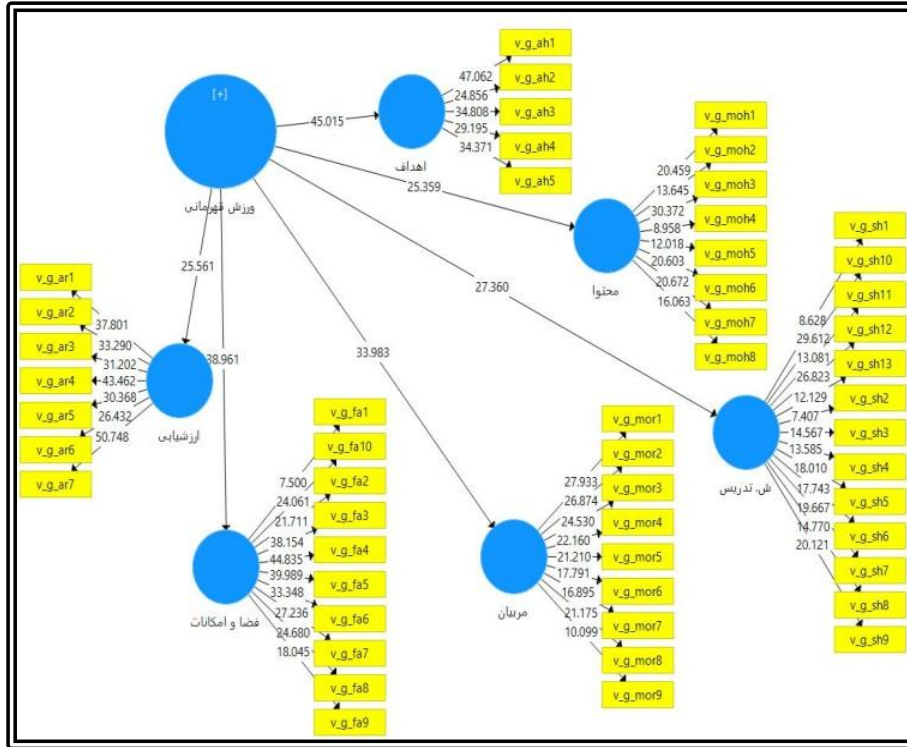 [+]
ورزش قهرمانی
45.015
اهداف
47.062
24.856
34.808
29.195
34.371
v_g_ah1
v_g_ah2
v_g_ah3
v_g_ah4
v_g_ah5
25.359
محتوا
20.459
13.645
30.372
8.958
12.018
20.603
20.672
16.063
v_g_moh1
v_g_moh2
v_g_moh3
v_g_moh4
v_g_moh5
v_g_moh6
v_g_moh7
v_g_moh8
27.360
ش. تدریس
8.628
29.612
13.081
26.823
12.129
7.407
14.567
13.585
18.010
17.743
19.667
14.770
20.121
v_g_sh1
v_g_sh10
v_g_sh11
v_g_sh12
v_g_sh13
v_g_sh2
v_g_sh3
v_g_sh4
v_g_sh5
v_g_sh6
v_g_sh7
v_g_sh8
v_g_sh9
25.561
ارزشیابی
v_g_ar1
v_g_ar2
v_g_ar3
v_g_ar4
v_g_ar5
v_g_ar6
v_g_ar7
37.801
33.290
31.202
43.462
30.368
26.432
50.748
38.961
فضا و امکانات
7.500
24.061
21.711
38.154
44.835
39.989
33.348
27.236
24.680
18.045
v_g_fa1
v_g_fa10
v_g_fa2
v_g_fa3
v_g_fa4
v_g_fa5
v_g_fa6
v_g_fa7
v_g_fa8
v_g_fa9
33.983
مربیان
27.933
26.874
24.530
22.160
21.210
17.791
16.895
21.175
10.099
v_g_mor1
v_g_mor2
v_g_mor3
v_g_mor4
v_g_mor5
v_g_mor6
v_g_mor7
v_g_mor8
v_g_mor9